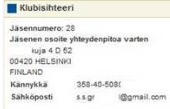 Klubisihteeri
Jäsennumero: 28
Jäsenen osoite yhteydenpitoa varten
kuja 4 D 52
00420 HELSINKI
FINLAND
Kännykkä 358-40-508
Sähköposti s.s.gr @gmail.com